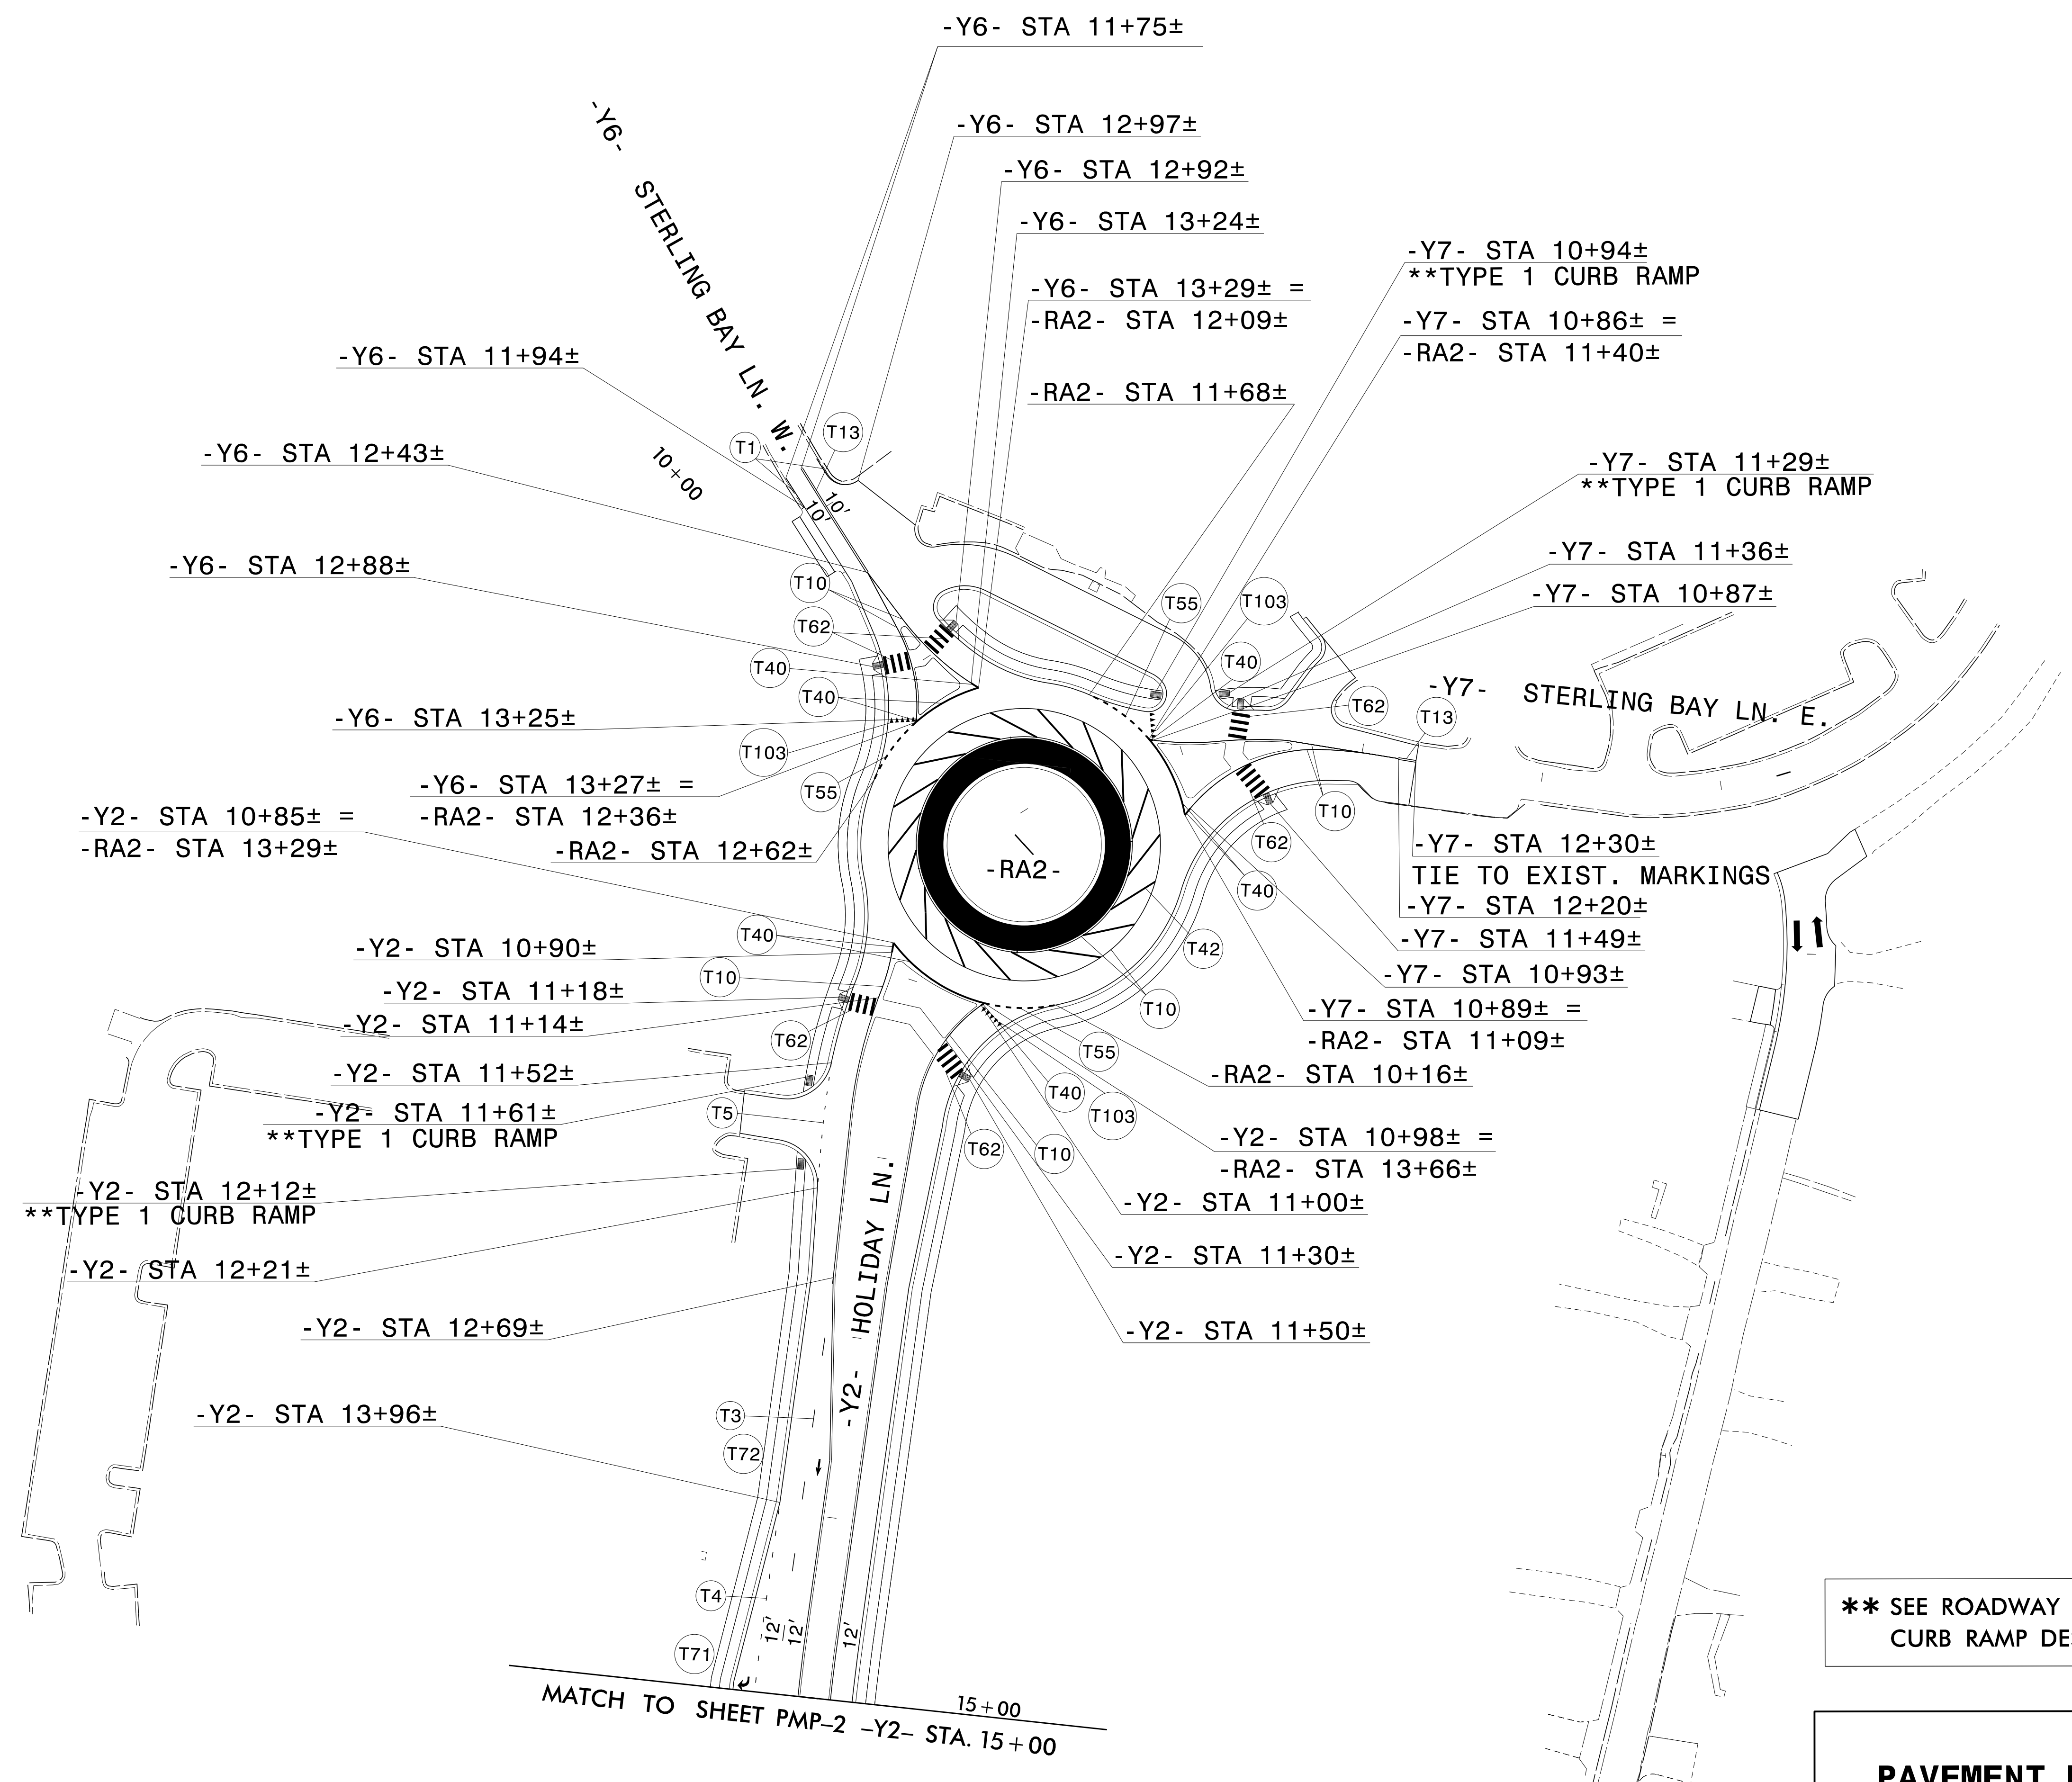 -Y6- STA 11+75±
-Y6- STA 12+97±
-Y6- STA 12+92±
-Y6- STA 13+24±
-Y6- STA 13+29± =
-RA2- STA 12+09±
-RA2- STA 11+68±
-Y7- STA 10+94±
**TYPE 1 CURB RAMP
-Y7- STA 10+86± =
-RA2- STA 11+40±
-Y7- STA 11+29±
**TYPE 1 CURB RAMP
-Y7- STA 11+36±
-Y7- STA 10+87±
-Y6- STERLING BAY LN. W.
10+00
-Y6- STA 11+94±
-Y6- STA 12+43±
-Y6- STA 12+88±
-Y6- STA 13+25±
-Y6- STA 13+27± =
-RA2- STA 12+36±
-RA2- STA 12+62±
-Y2- STA 10+85± =
-RA2- STA 13+29±
-Y2- STA 10+90±
-Y2- STA 11+18±
-Y2- STA 11+14±
-Y2- STA 11+52±
-Y2- STA 11+61±
**TYPE 1 CURB RAMP
-Y2- STA 12+12±
**TYPE 1 CURB RAMP
-Y2- STA 12+21±
-Y2- STA 12+69±
-Y2- STA 13+96±
T1
T13
10'
10'
T10
T62
T40
T40
T103
T55
T55
T103
T40
T62
T13
-Y7- STERLING BAY LN. E.
T10
T62
T40
T42
T10
-RA2-
T40
T10
T62
T5
T55
T40
T103
T62
T10
T3
T72
T4
T71
12'
12'
12'
-Y2- HOLIDAY LN.
-Y7- STA 12+30±
TIE TO EXIST. MARKINGS
-Y7- STA 12+20±
-Y7- STA 11+49±
-Y7- STA 10+93±
-Y7- STA 10+89± =
-RA2- STA 11+09±
-RA2- STA 10+16±
-Y2- STA 10+98± =
-RA2- STA 13+66±
-Y2- STA 11+00±
-Y2- STA 11+30±
-Y2- STA 11+50±
15+00
MATCH TO SHEET PMP-2 -Y2- STA. 15+00
** SEE ROADWAY
CURB RAMP DE
PAVEMENT